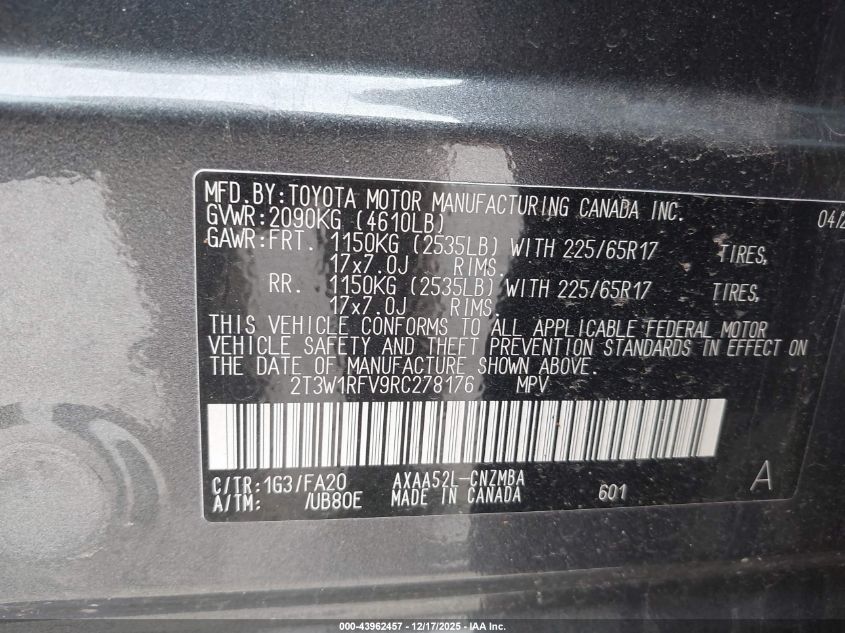 MFD.BY:TOYOTA MOTOR MANUFACTURING CANADA INC. 04/2
GVWR:2090KG (4610LB)
GAWR:FRT. 1150KG (2535LB) WITH 225/65R17 TIRES,
17x7.0J RIMS.
RR. 1150KG (2535LB) WITH 225/65R17 TIRES,
17x7.0J RIMS.
THIS VEHICLE CONFORMS TO ALL APPLICABLE FEDERAL MOTOR
VEHICLE SAFETY AND THEFT PREVENTION STANDARDS IN EFFECT ON
THE DATE OF MANUFACTURE SHOWN ABOVE.
2T3W1RFV9RC278176 MPV
C/TR:1G3/FA20 AXAA52L-CNZMBA A
A/TM: /UB80E MADE IN CANADA 601
000-43962457 - 12/17/2025 - IAA Inc.